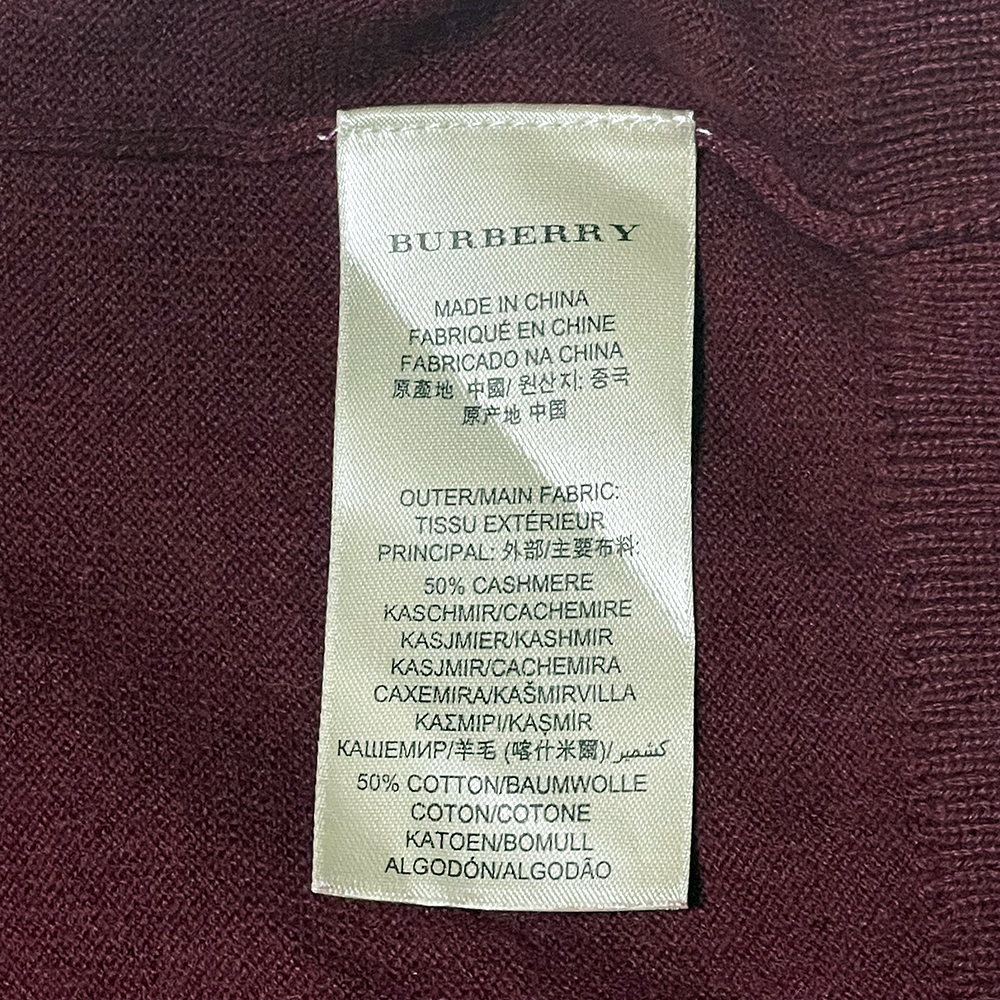 BURBERRY
MADE IN CHINA
FABRIQUÉ EN CHINE
FABRICADO NA CHINA
原產地 中國/ 원산지: 중국
原产地 中国
OUTER/MAIN FABRIC:
TISSU EXTÉRIEUR
PRINCIPAL: 外部/主要布料:
50% CASHMERE
KASCHMIR/CACHEMIRE
KASJMIER/KASHMIR
KASJMIR/CACHEMIRA
CAXEMIRA/KAŠMIRVILLA
ΚΑΣΜΙΡΙ/KAŞMIR
КАШЕМИР/羊毛 (喀什米爾)/كشمير
50% COTTON/BAUMWOLLE
COTON/COTONE
KATOEN/BOMULL
ALGODÓN/ALGODÃO